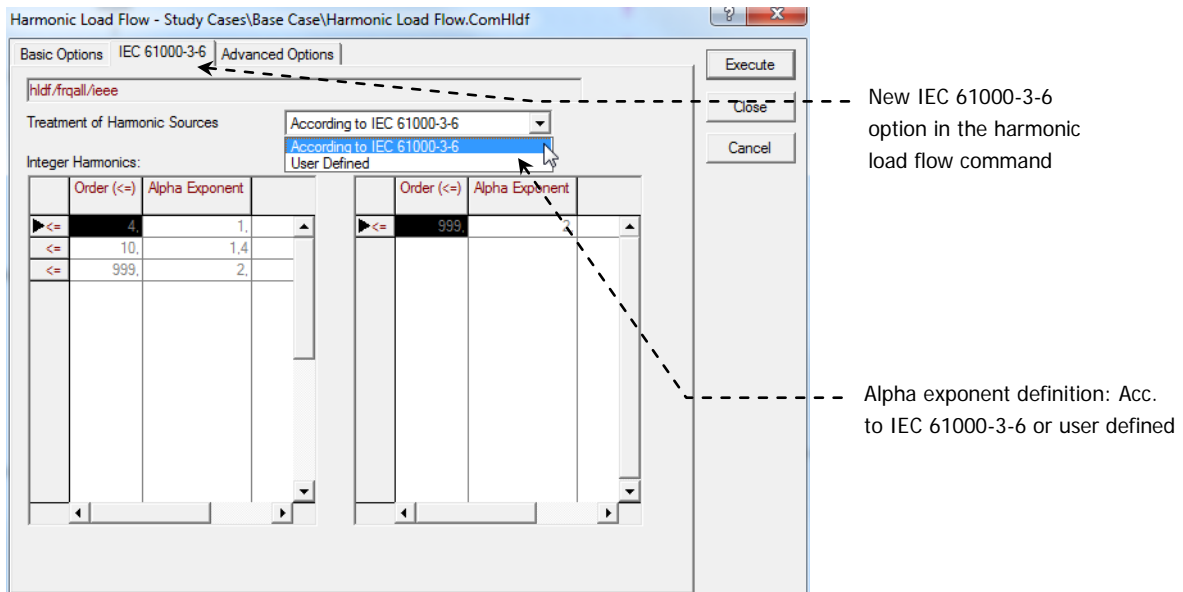 Harmonic Load Flow - Study Cases\Base Case\Harmonic Load Flow.ComHldf
Basic Options IEC 61000-3-6 Advanced Options
hldf/frqall/ieee
Treatment of Harmonic Sources According to IEC 61000-3-6
According to IEC 61000-3-6
User Defined
Integer Hamonics:
Order (<=) Alpha Exponent
<= 4, 1,
<= 10, 1,4
<= 999, 2,
Order (<=) Alpha Exponent
<= 999, 2,
Execute
Close
Cancel
New IEC 61000-3-6
option in the harmonic
load flow command
Alpha exponent definition: Acc.
to IEC 61000-3-6 or user defined